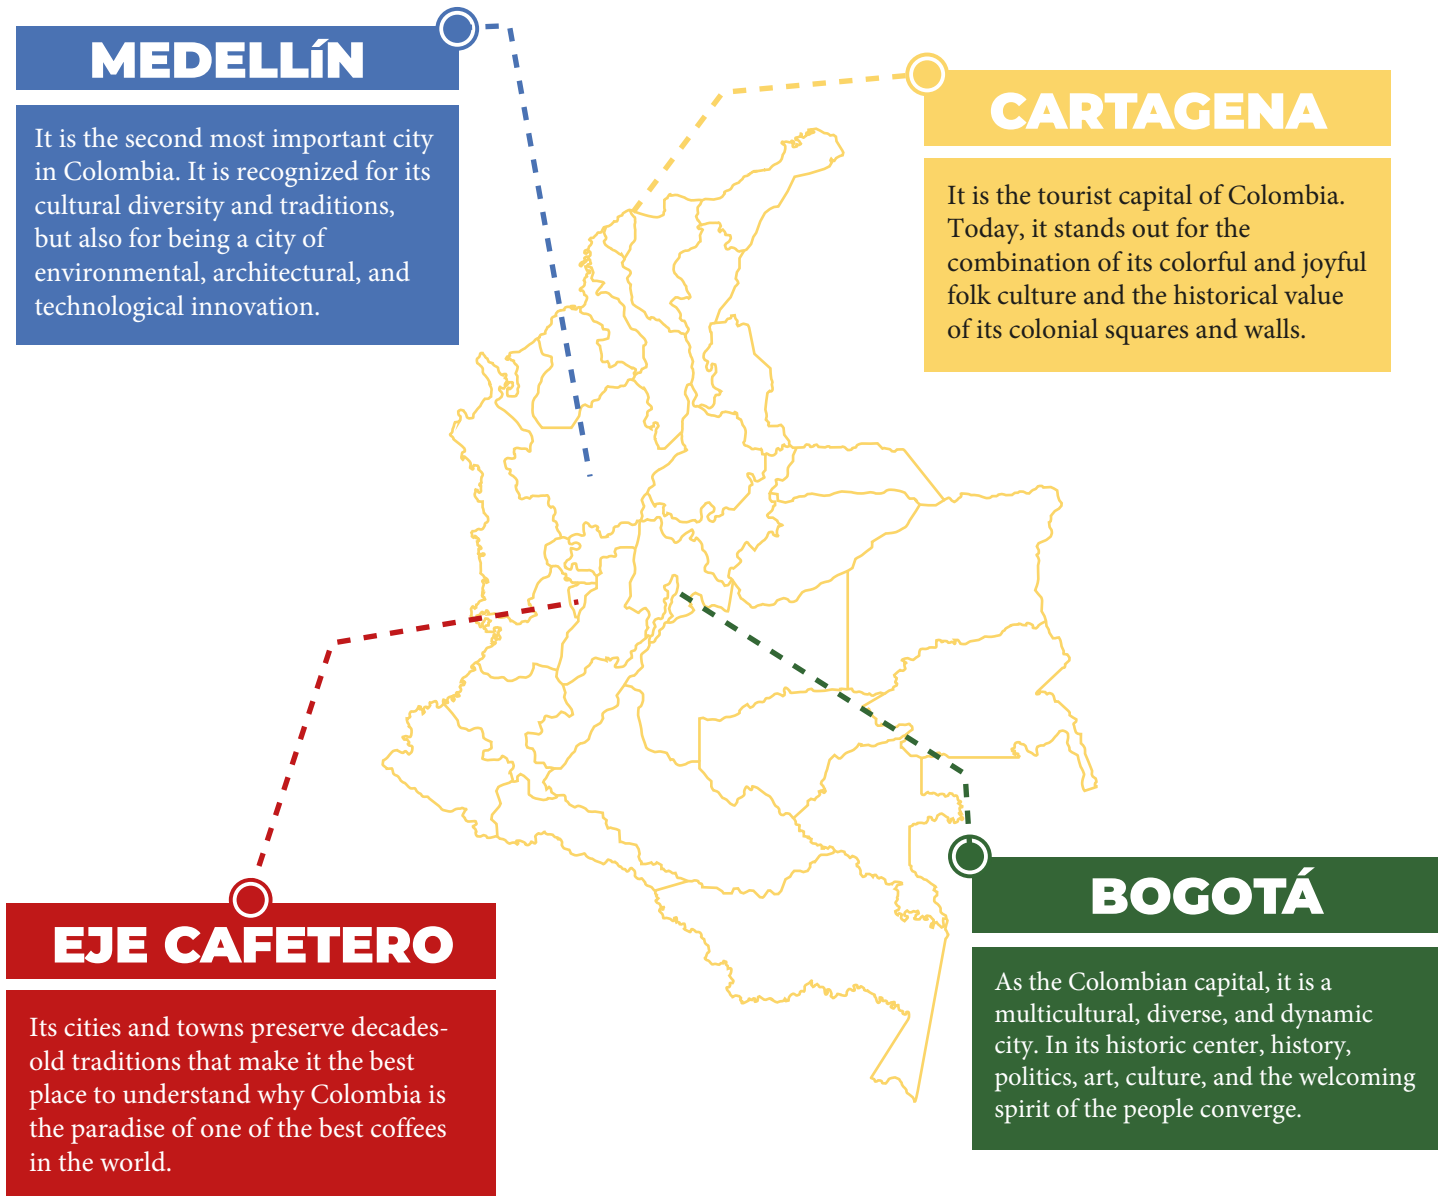 MEDELLíN
It is the second most important city
in Colombia. It is recognized for its
cultural diversity and traditions,
but also for being a city of
environmental, architectural, and
technological innovation.
CARTAGENA
It is the tourist capital of Colombia.
Today, it stands out for the
combination of its colorful and joyful
folk culture and the historical value
of its colonial squares and walls.
EJE CAFETERO
Its cities and towns preserve decades-
old traditions that make it the best
place to understand why Colombia is
the paradise of one of the best coffees
in the world.
BOGOTÁ
As the Colombian capital, it is a
multicultural, diverse, and dynamic
city. In its historic center, history,
politics, art, culture, and the welcoming
spirit of the people converge.